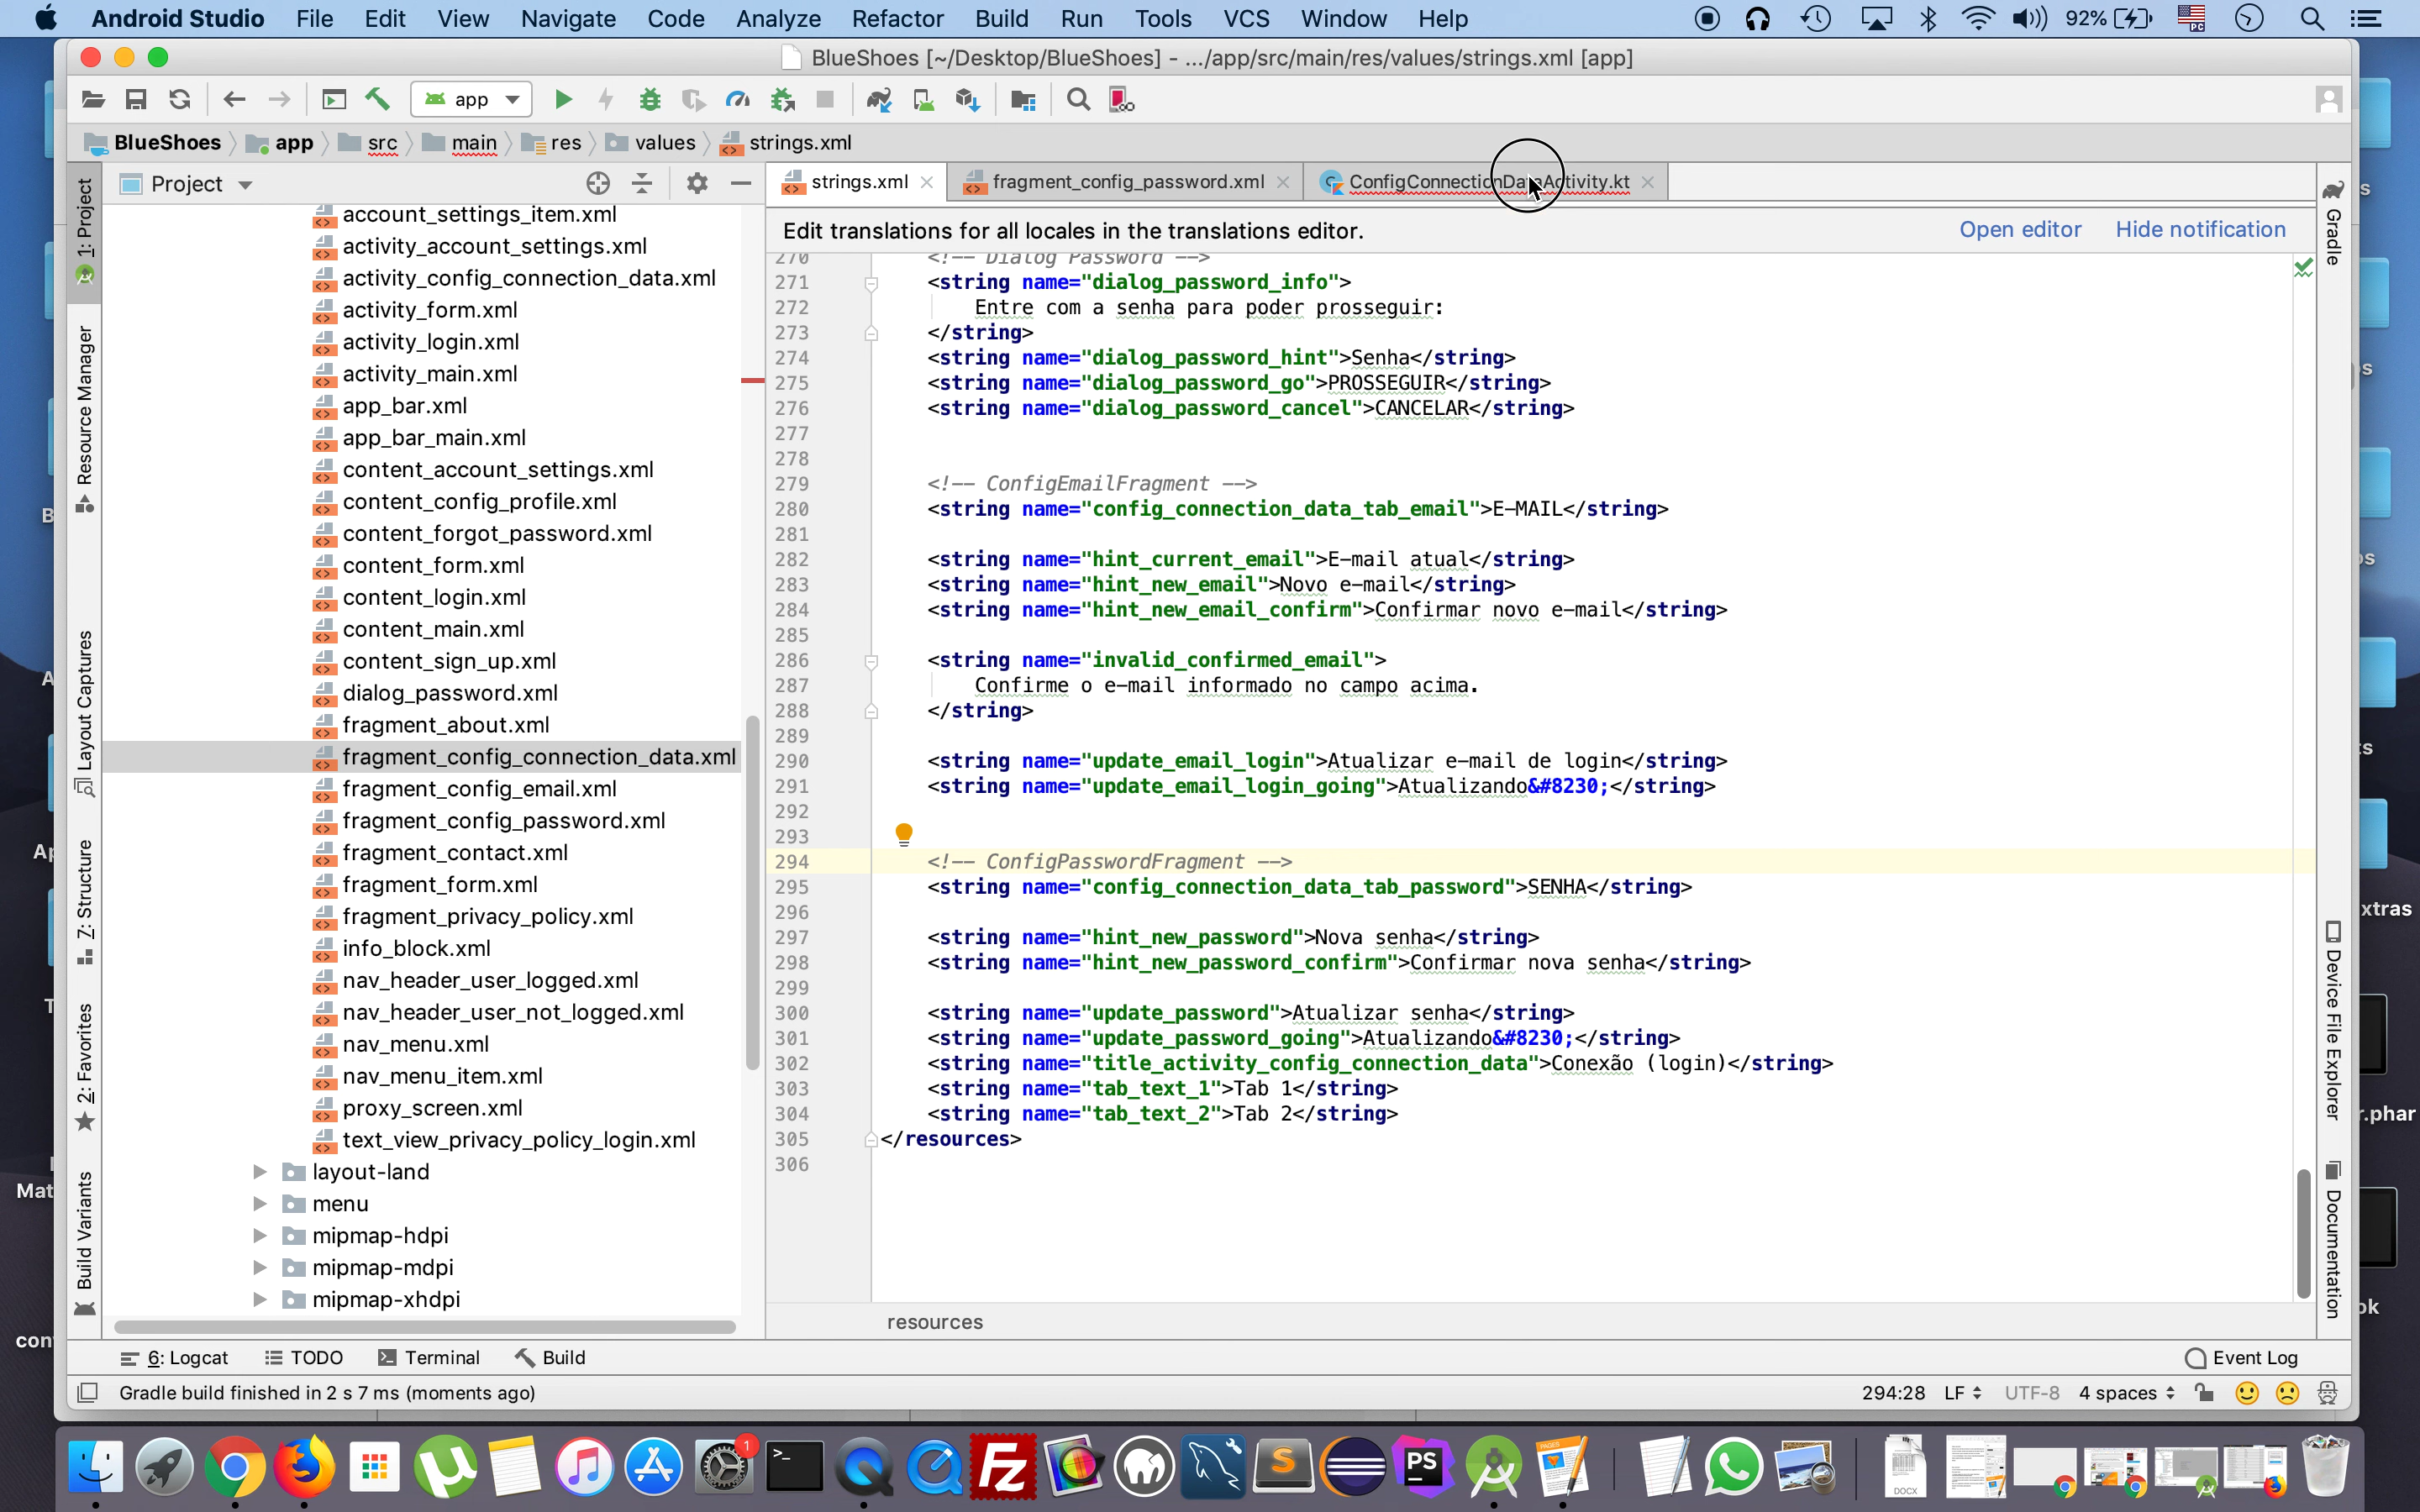 Android Studio File Edit View Navigate Code Analyze Refactor Build Run Tools VCS Window Help 92%
BlueShoes [~/Desktop/BlueShoes] - .../app/src/main/res/values/strings.xml [app]
app
BlueShoes app src main res values strings.xml
Project
strings.xml fragment_config_password.xml ConfigConnectionDataActivity.kt
Edit translations for all locales in the translations editor. Open editor Hide notification
1: Project
Resource Manager
Layout Captures
7: Structure
2: Favorites
Build Variants
account_settings_item.xml
activity_account_settings.xml
activity_config_connection_data.xml
activity_form.xml
activity_login.xml
activity_main.xml
app_bar.xml
app_bar_main.xml
content_account_settings.xml
content_config_profile.xml
content_forgot_password.xml
content_form.xml
content_login.xml
content_main.xml
content_sign_up.xml
dialog_password.xml
fragment_about.xml
fragment_config_connection_data.xml
fragment_config_email.xml
fragment_config_password.xml
fragment_contact.xml
fragment_form.xml
fragment_privacy_policy.xml
info_block.xml
nav_header_user_logged.xml
nav_header_user_not_logged.xml
nav_menu.xml
nav_menu_item.xml
proxy_screen.xml
text_view_privacy_policy_login.xml
layout-land
menu
mipmap-hdpi
mipmap-mdpi
mipmap-xhdpi
270 <!-- Dialog Password -->
271 <string name="dialog_password_info">
272 Entre com a senha para poder prosseguir:
273 </string>
274 <string name="dialog_password_hint">Senha</string>
275 <string name="dialog_password_go">PROSSEGUIR</string>
276 <string name="dialog_password_cancel">CANCELAR</string>
277
278
279 <!-- ConfigEmailFragment -->
280 <string name="config_connection_data_tab_email">E-MAIL</string>
281
282 <string name="hint_current_email">E-mail atual</string>
283 <string name="hint_new_email">Novo e-mail</string>
284 <string name="hint_new_email_confirm">Confirmar novo e-mail</string>
285
286 <string name="invalid_confirmed_email">
287 Confirme o e-mail informado no campo acima.
288 </string>
289
290 <string name="update_email_login">Atualizar e-mail de login</string>
291 <string name="update_email_login_going">Atualizando&#8230;</string>
292
293
294 <!-- ConfigPasswordFragment -->
295 <string name="config_connection_data_tab_password">SENHA</string>
296
297 <string name="hint_new_password">Nova senha</string>
298 <string name="hint_new_password_confirm">Confirmar nova senha</string>
299
300 <string name="update_password">Atualizar senha</string>
301 <string name="update_password_going">Atualizando&#8230;</string>
302 <string name="title_activity_config_connection_data">Conexão (login)</string>
303 <string name="tab_text_1">Tab 1</string>
304 <string name="tab_text_2">Tab 2</string>
305 </resources>
306
resources
Gradle
Device File Explorer
Documentation
6: Logcat TODO Terminal Build Event Log
Gradle build finished in 2 s 7 ms (moments ago) 294:28 LF UTF-8 4 spaces
xtras
r.phar
Mat
1
PS
DOCX